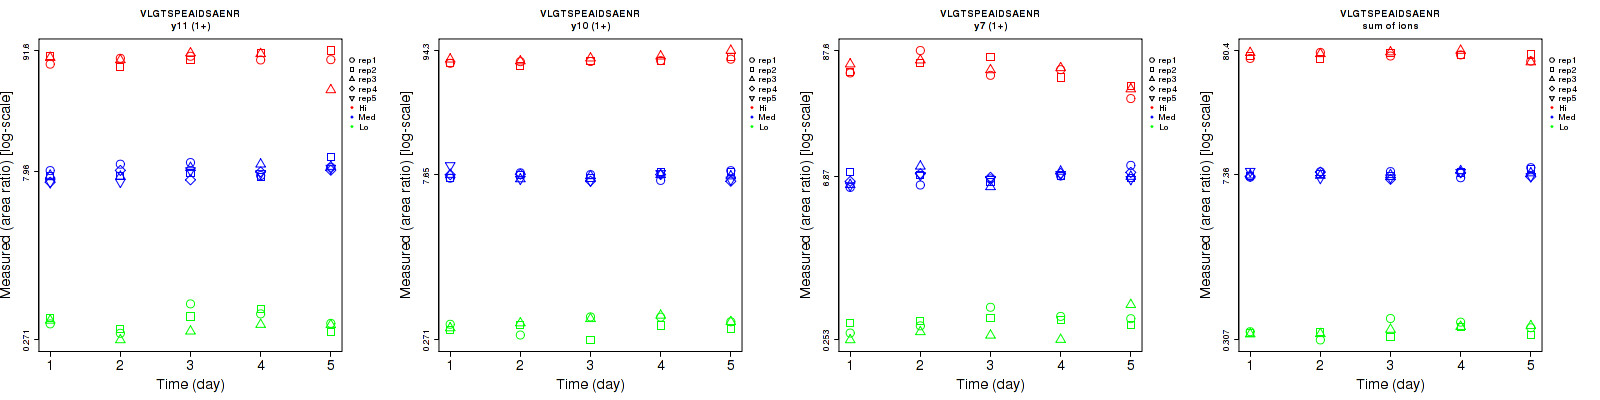 VLGTSPEAIDSAENR
y11 (1+)
Measured (area ratio) [log-scale]
91.6
7.96
0.271
1 2 3 4 5
Time (day)
rep1
rep2
rep3
rep4
rep5
Hi
Med
Lo
VLGTSPEAIDSAENR
y10 (1+)
Measured (area ratio) [log-scale]
94.3
7.65
0.271
1 2 3 4 5
Time (day)
rep1
rep2
rep3
rep4
rep5
Hi
Med
Lo
VLGTSPEAIDSAENR
y7 (1+)
Measured (area ratio) [log-scale]
87.6
6.87
0.253
1 2 3 4 5
Time (day)
rep1
rep2
rep3
rep4
rep5
Hi
Med
Lo
VLGTSPEAIDSAENR
sum of ions
Measured (area ratio) [log-scale]
80.4
7.36
0.307
1 2 3 4 5
Time (day)
rep1
rep2
rep3
rep4
rep5
Hi
Med
Lo